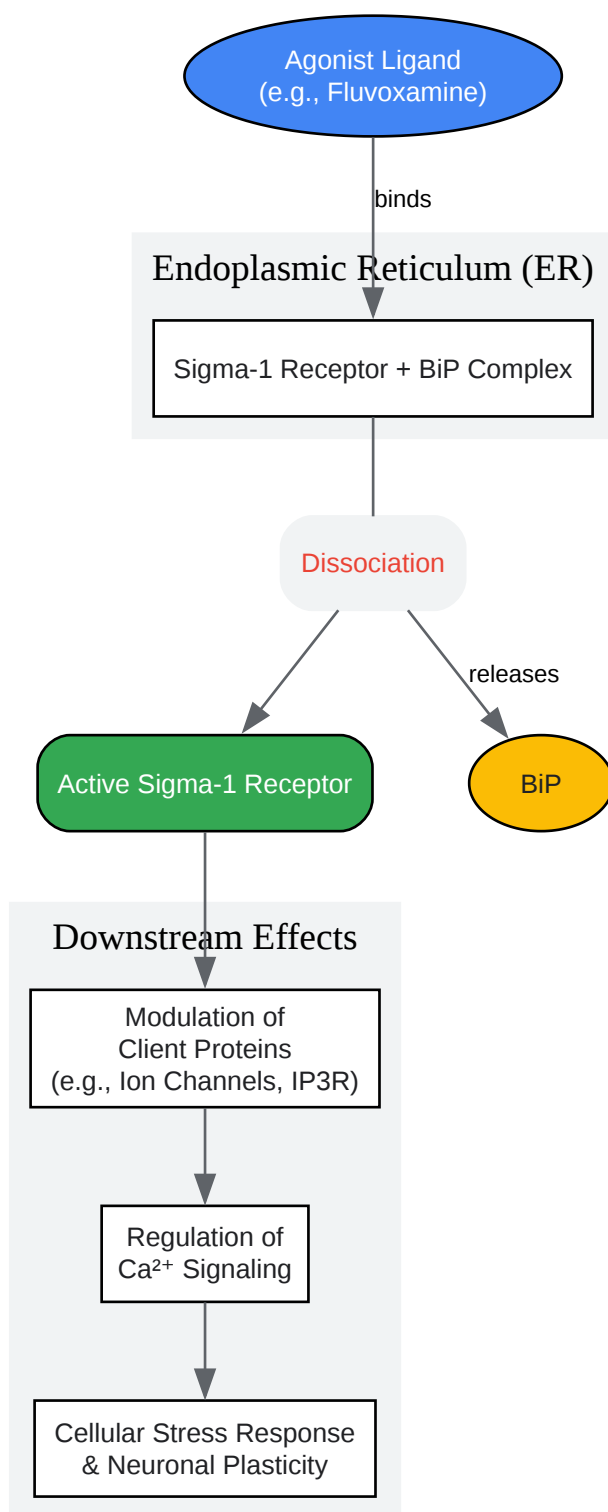 Agonist Ligand
(e.g., Fluvoxamine)
binds
Endoplasmic Reticulum (ER)
Sigma-1 Receptor + BiP Complex
Dissociation
releases
Active Sigma-1 Receptor
BiP
Downstream Effects
Modulation of
Client Proteins
(e.g., Ion Channels, IP3R)
Regulation of
Ca²⁺ Signaling
Cellular Stress Response
& Neuronal Plasticity